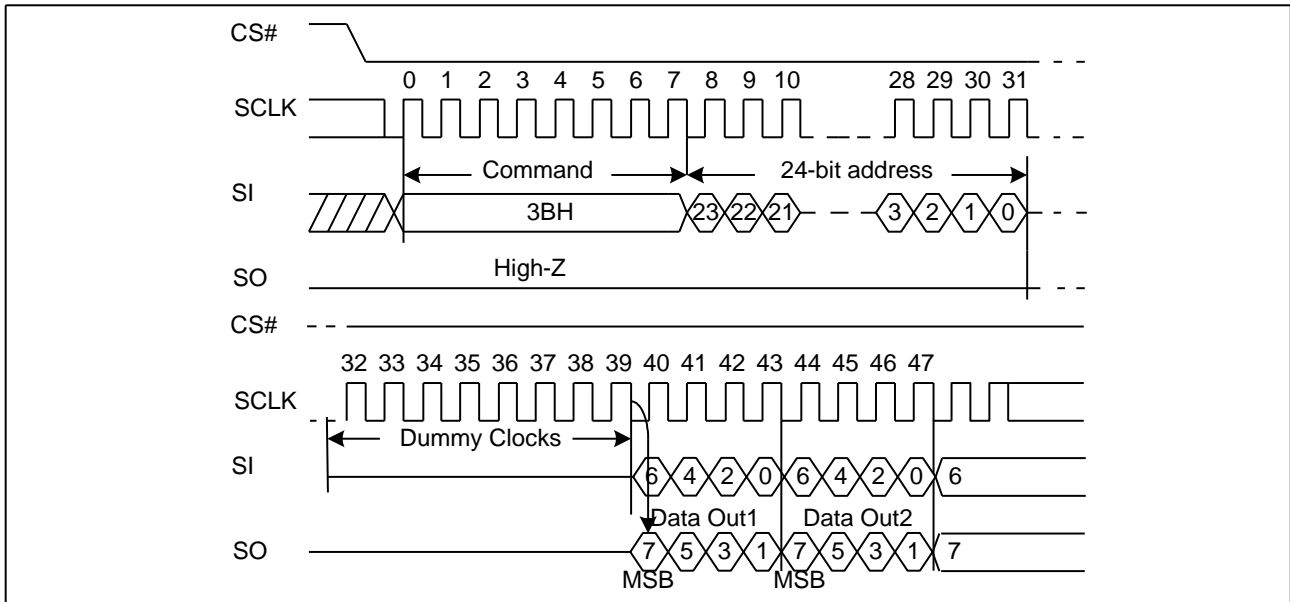 CS#
0 1 2 3 4 5 6 7 8 9 10 28 29 30 31
SCLK
Command 24-bit address
SI
3BH 23 22 21 3 2 1 0
High-Z
SO
CS#
32 33 34 35 36 37 38 39 40 41 42 43 44 45 46 47
SCLK
Dummy Clocks
SI
6 4 2 0 6 4 2 0 6
Data Out1 Data Out2
SO
7 5 3 1 7 5 3 1 7
MSB MSB